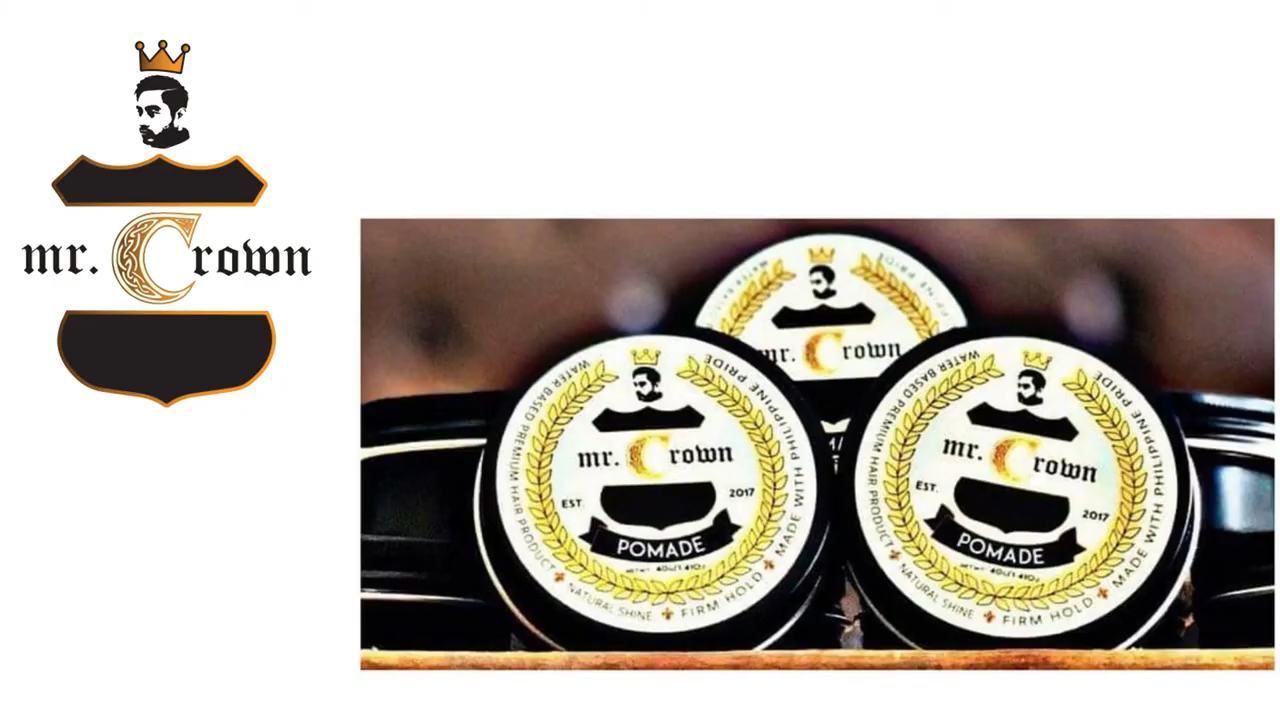 mr. Crown
WATER BASED PREMIUM HAIR PRODUCT
MADE WITH PHILIPPINE PRIDE
mr. Crown
EST. 2017
POMADE
NATURAL SHINE
FIRM HOLD
mr. Crown
WATER BASED PREMIUM HAIR PRODUCT
MADE WITH PHILIPPINE PRIDE
mr. Crown
EST. 2017
POMADE
NATURAL SHINE
FIRM HOLD